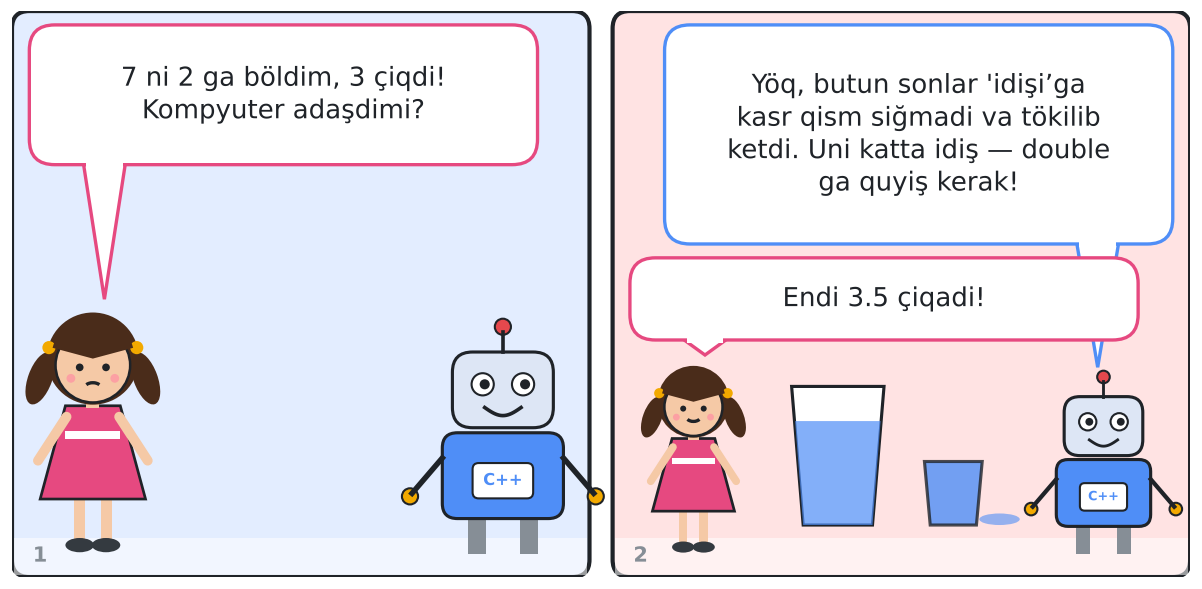 7 ni 2 ga böldim, 3 çiqdi!
Kompyuter adaşdimi?
C++
1
Yöq, butun sonlar 'idişi’ga
kasr qism siğmadi va tökilib
ketdi. Uni katta idiş — double
ga quyiş kerak!
Endi 3.5 çiqadi!
C++
2